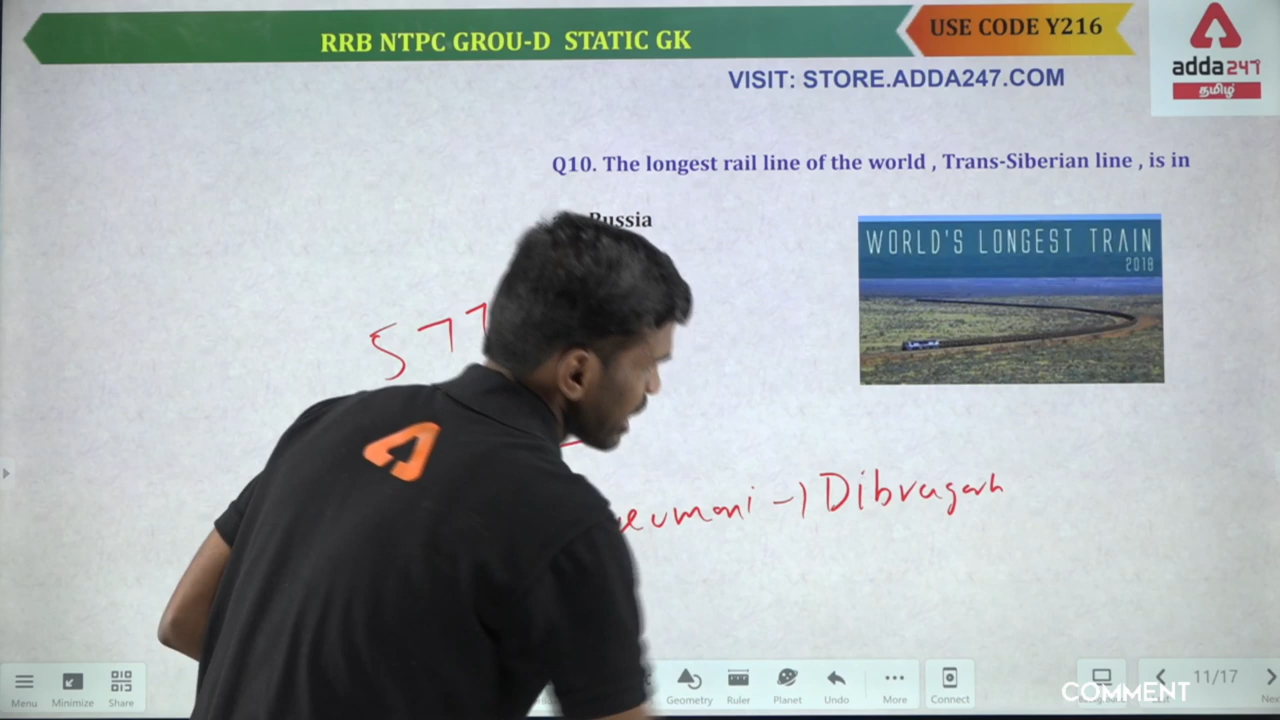 RRB NTPC GROU-D STATIC GK
USE CODE Y216
adda247
தமிழ்
VISIT: STORE.ADDA247.COM
Q10. The longest rail line of the world , Trans-Siberian line , is in
Russia
WORLD'S LONGEST TRAIN
2018
577
Dibrugarh
Menu
Minimize
Share
Geometry
Ruler
Planet
Undo
More
Connect
11/17
COMMENT